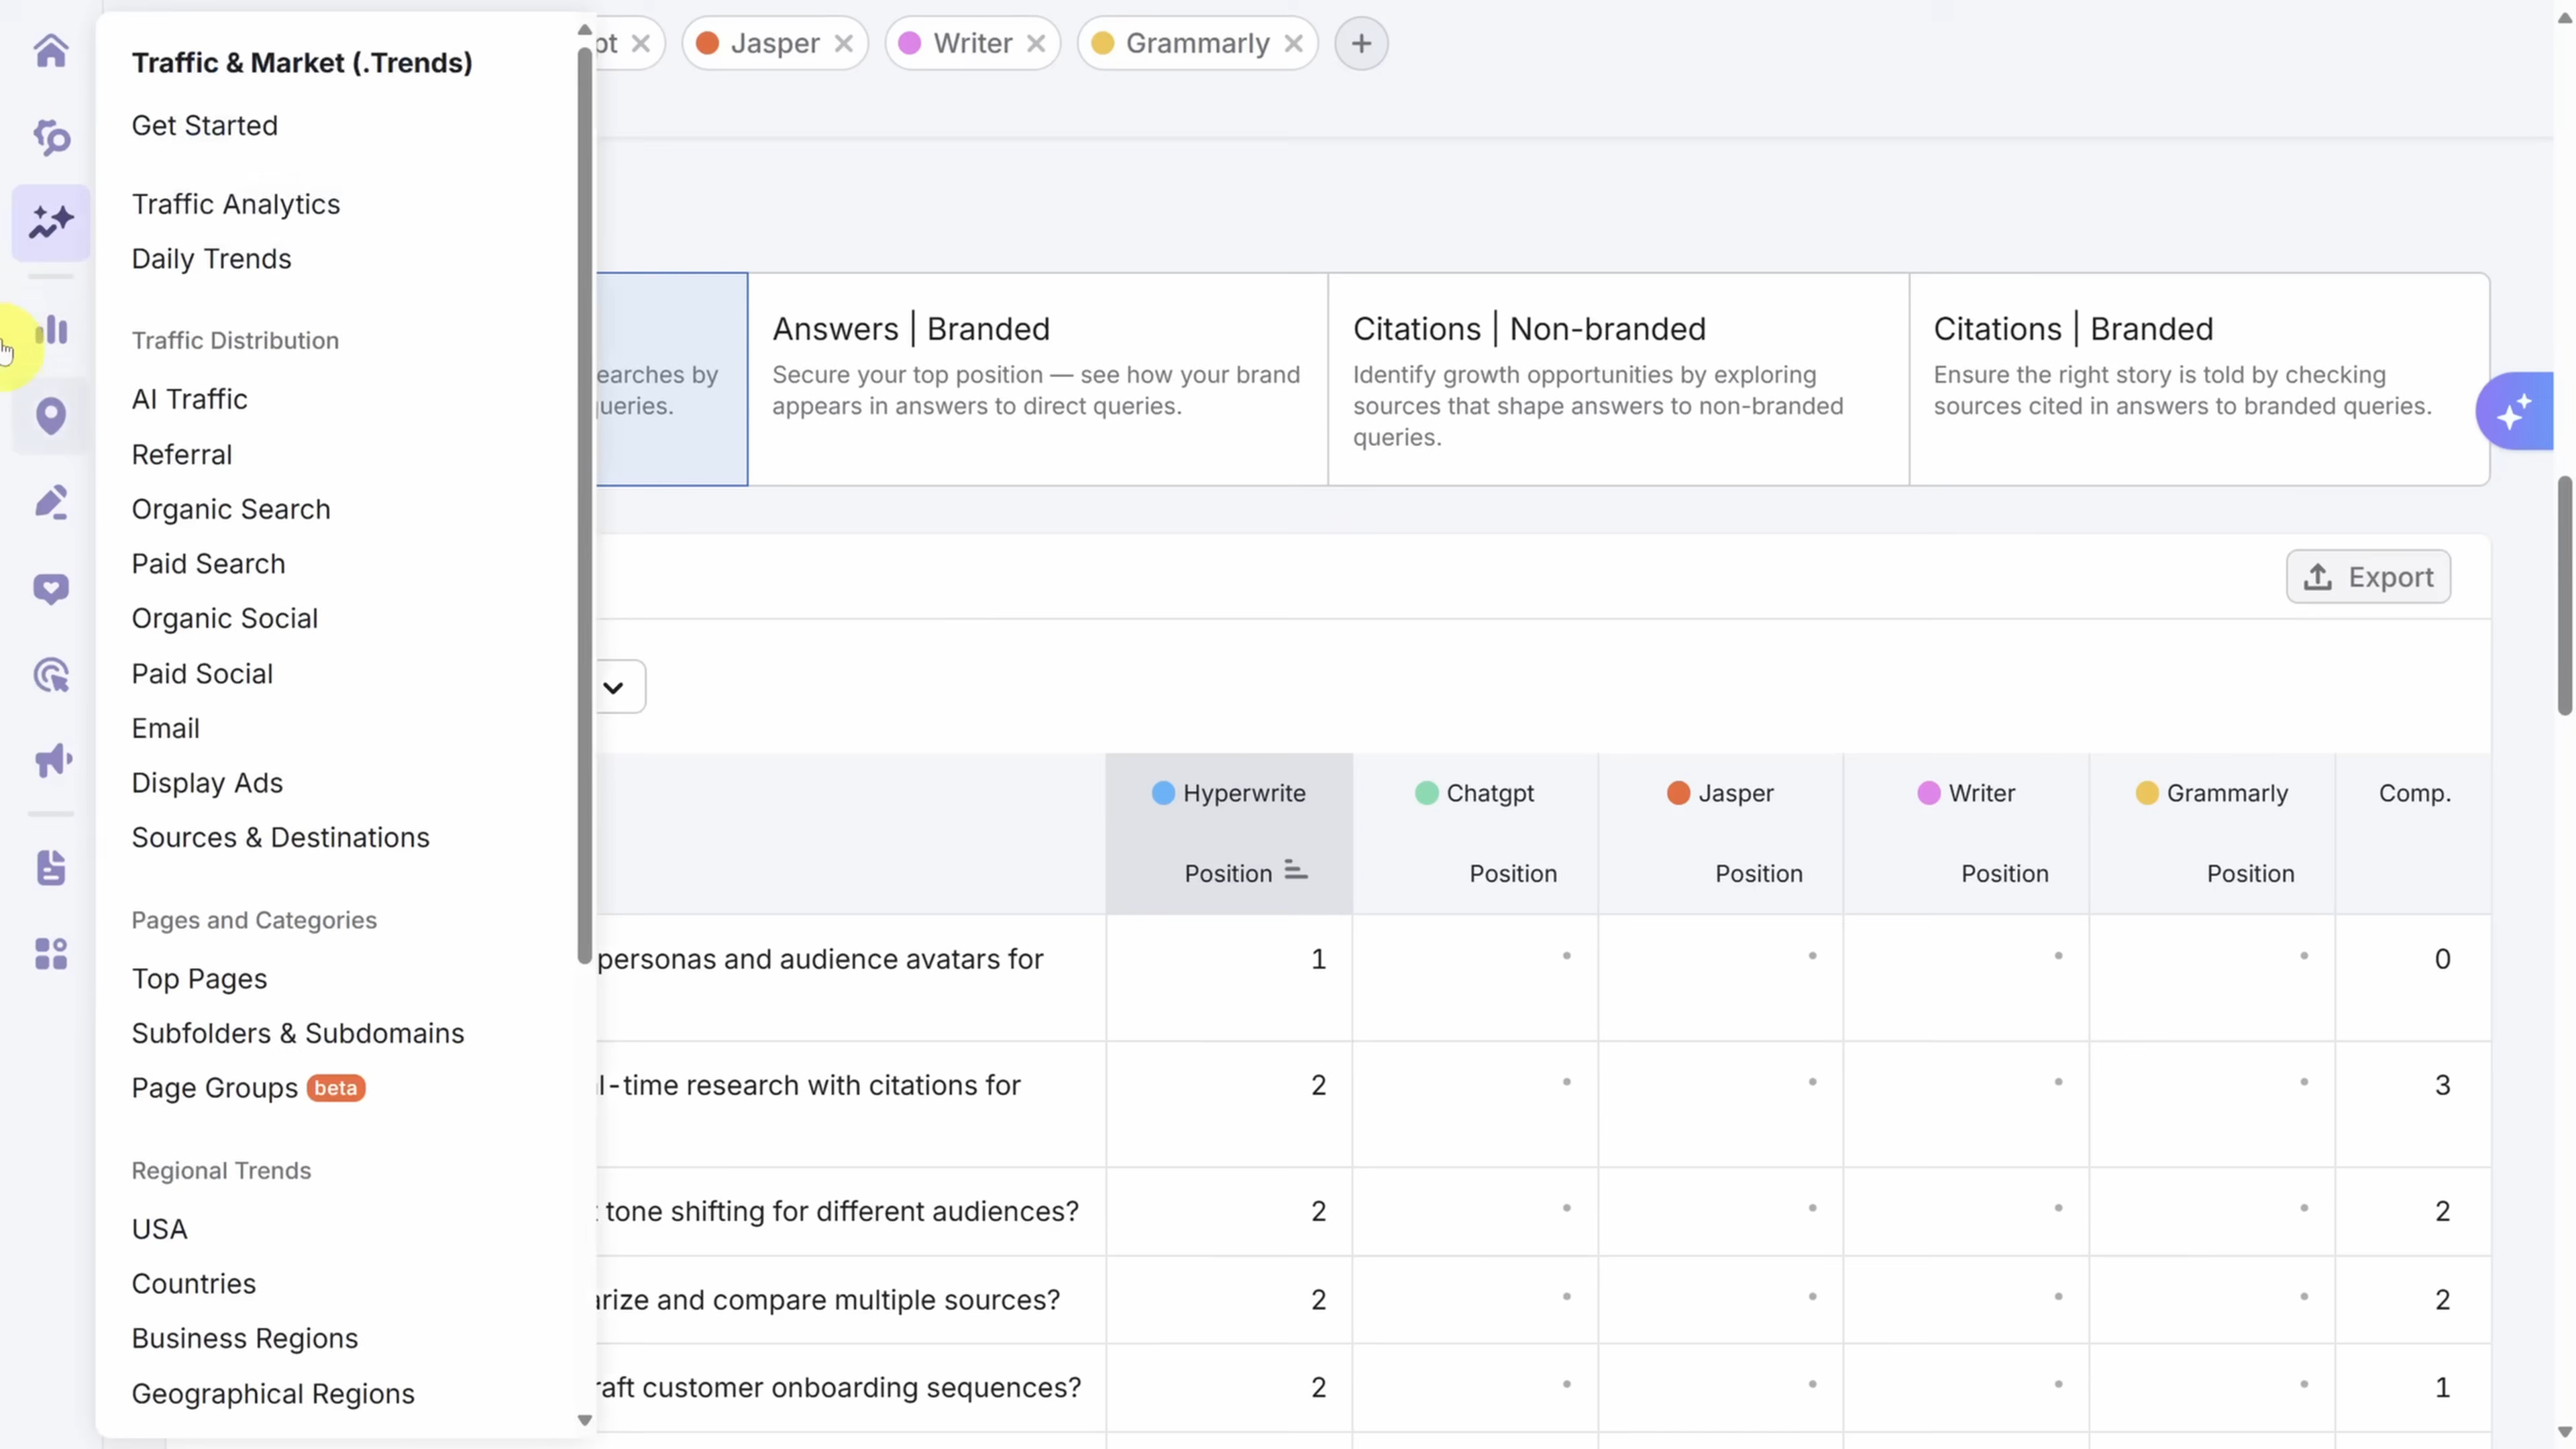 Traffic & Market (.Trends)
Get Started
Traffic Analytics
Daily Trends
Traffic Distribution
AI Traffic
Referral
Organic Search
Paid Search
Organic Social
Paid Social
Email
Display Ads
Sources & Destinations
Pages and Categories
Top Pages
Subfolders & Subdomains
Page Groups beta
Regional Trends
USA
Countries
Business Regions
Geographical Regions
Jasper Writer Grammarly
Answers | Branded
Secure your top position — see how your brand
appears in answers to direct queries.
Citations | Non-branded
Identify growth opportunities by exploring
sources that shape answers to non-branded
queries.
Citations | Branded
Ensure the right story is told by checking
sources cited in answers to branded queries.
Export
Hyperwrite Chatgpt Jasper Writer Grammarly Comp.
Position Position Position Position Position
personas and audience avatars for 1 0
-time research with citations for 2 3
tone shifting for different audiences? 2 2
and compare multiple sources? 2 2
customer onboarding sequences? 2 1